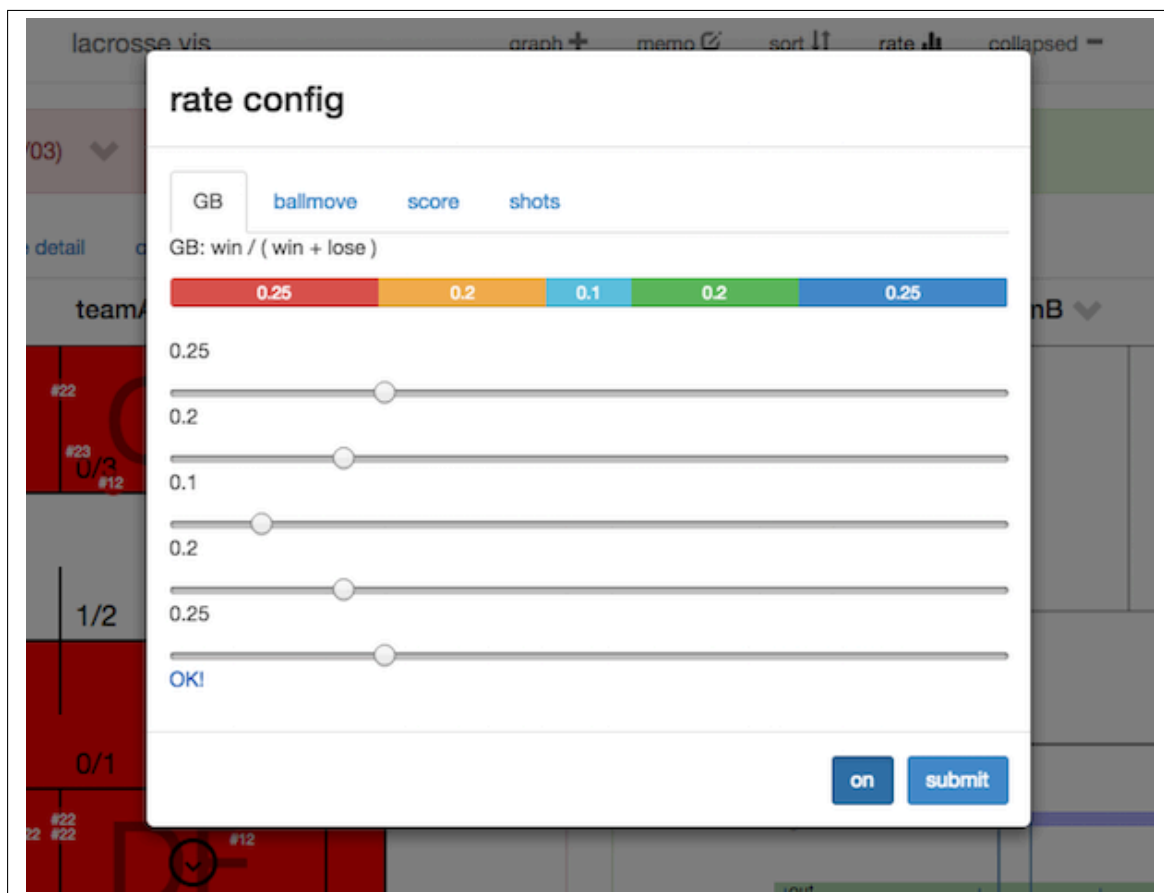 lacrosse vis graph memo sort rate collapsed
rate config
/03)
GB ballmove score shots
detail
GB: win / ( win + lose )
0.25 0.2 0.1 0.2 0.25
teamA
nB
0.25
#22
0.2
#23
0/3
#12
0.1
0.2
1/2
0.25
OK!
0/1
on submit
#22
22 #22
#12
out